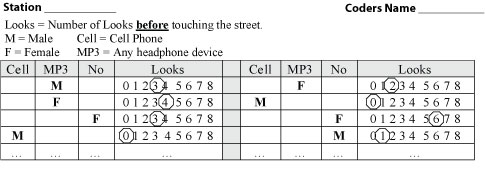 Station ____________ Coders Name ____________
Looks = Number of Looks before touching the street.
M = Male Cell = Cell Phone
F = Female MP3 = Any headphone device
Cell MP3 No Looks Cell MP3 No Looks
M 0 1 2 3 4 5 6 7 8 F 0 1 2 3 4 5 6 7 8
F 0 1 2 3 4 5 6 7 8 M 0 1 2 3 4 5 6 7 8
F 0 1 2 3 4 5 6 7 8 F 0 1 2 3 4 5 6 7 8
M 0 1 2 3 4 5 6 7 8 M 0 1 2 3 4 5 6 7 8
... ... ... ... ... ... ... ...